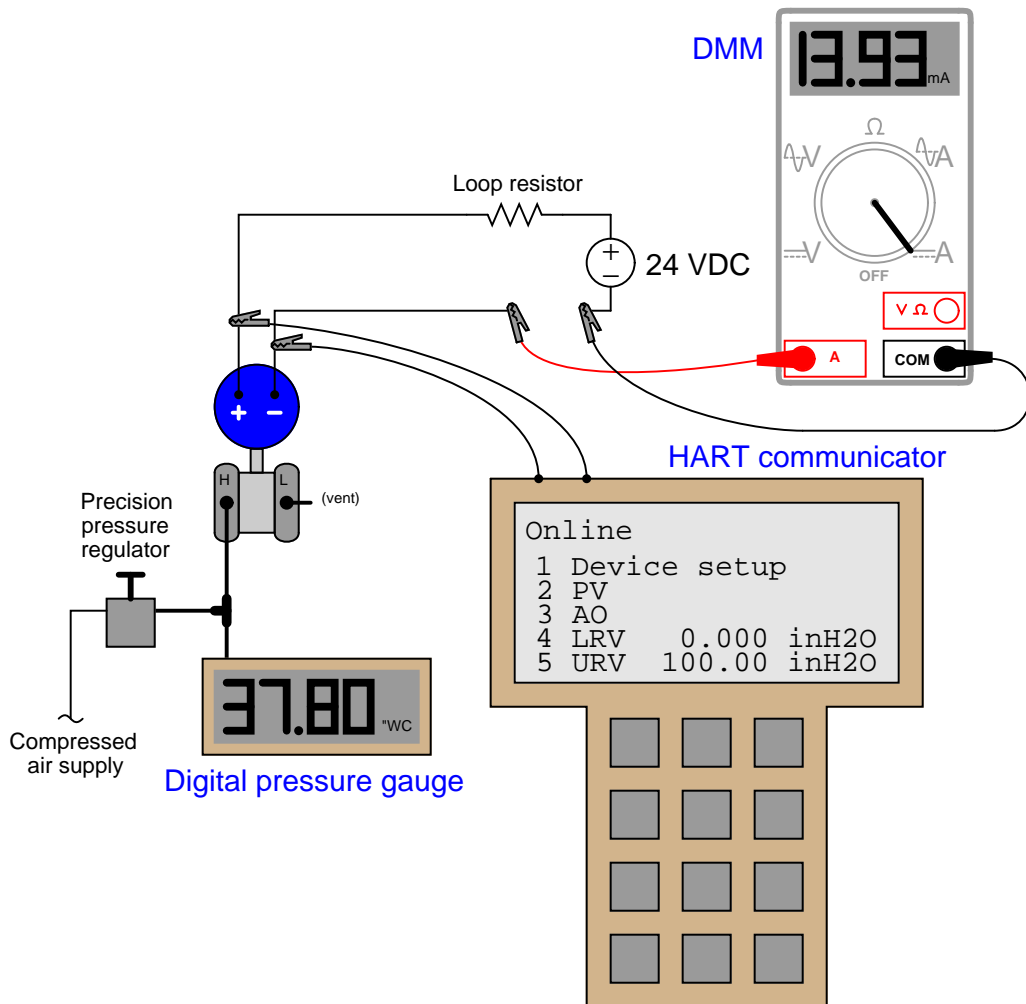 DMM
13.93 mA
Ω
V
A
V
A
OFF
V Ω
A
COM
Loop resistor
+
−
24 VDC
+ −
H
L
(vent)
HART communicator
Precision
pressure
regulator
Online
1 Device setup
2 PV
3 AO
4 LRV 0.000 inH2O
5 URV 100.00 inH2O
37.80 "WC
Compressed
air supply
Digital pressure gauge